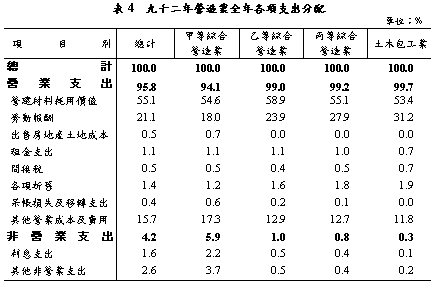 表 4　九十二年營造業全年各項支出分配
單位：％
項　目　別　總計　甲等綜合營造業　乙等綜合營造業　丙等綜合營造業　土木包工業
總　計　100.0　100.0　100.0　100.0　100.0
營業支出　95.8　94.1　99.0　99.2　99.7
營建材料耗用價值　55.1　54.6　58.9　55.1　53.4
勞動報酬　21.1　18.0　23.9　27.9　31.2
出售房地產土地成本　0.5　0.7　0.0　0.0　0.0
租金支出　1.1　1.1　1.1　1.0　0.7
間接稅　0.5　0.5　0.4　0.5　0.7
各項折舊　1.4　1.2　1.6　1.8　1.9
呆帳損失及移轉支出　0.4　0.6　0.2　0.1　0.0
其他營業成本及費用　15.7　17.3　12.9　12.7　11.8
非營業支出　4.2　5.9　1.0　0.8　0.3
利息支出　1.6　2.2　0.5　0.4　0.1
其他非營業支出　2.6　3.7　0.5　0.4　0.2